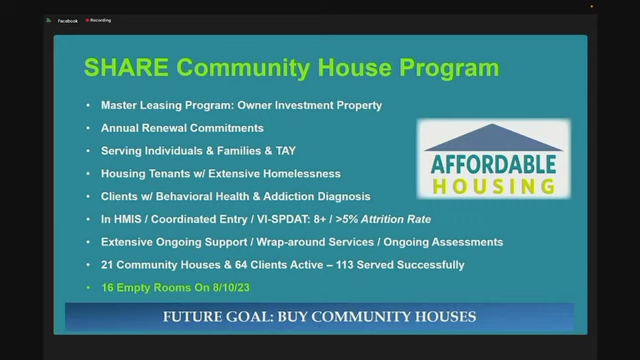 Facebook
Recording
SHARE Community House Program
• Master Leasing Program: Owner Investment Property
• Annual Renewal Commitments
• Serving Individuals & Families & TAY
• Housing Tenants w/ Extensive Homelessness
• Clients w/ Behavioral Health & Addiction Diagnosis
• In HMIS / Coordinated Entry / VI-SPDAT: 8+ / >5% Attrition Rate
• Extensive Ongoing Support / Wrap-around Services / Ongoing Assessments
• 21 Community Houses & 64 Clients Active – 113 Served Successfully
• 16 Empty Rooms On 8/10/23
AFFORDABLE
HOUSING
FUTURE GOAL: BUY COMMUNITY HOUSES